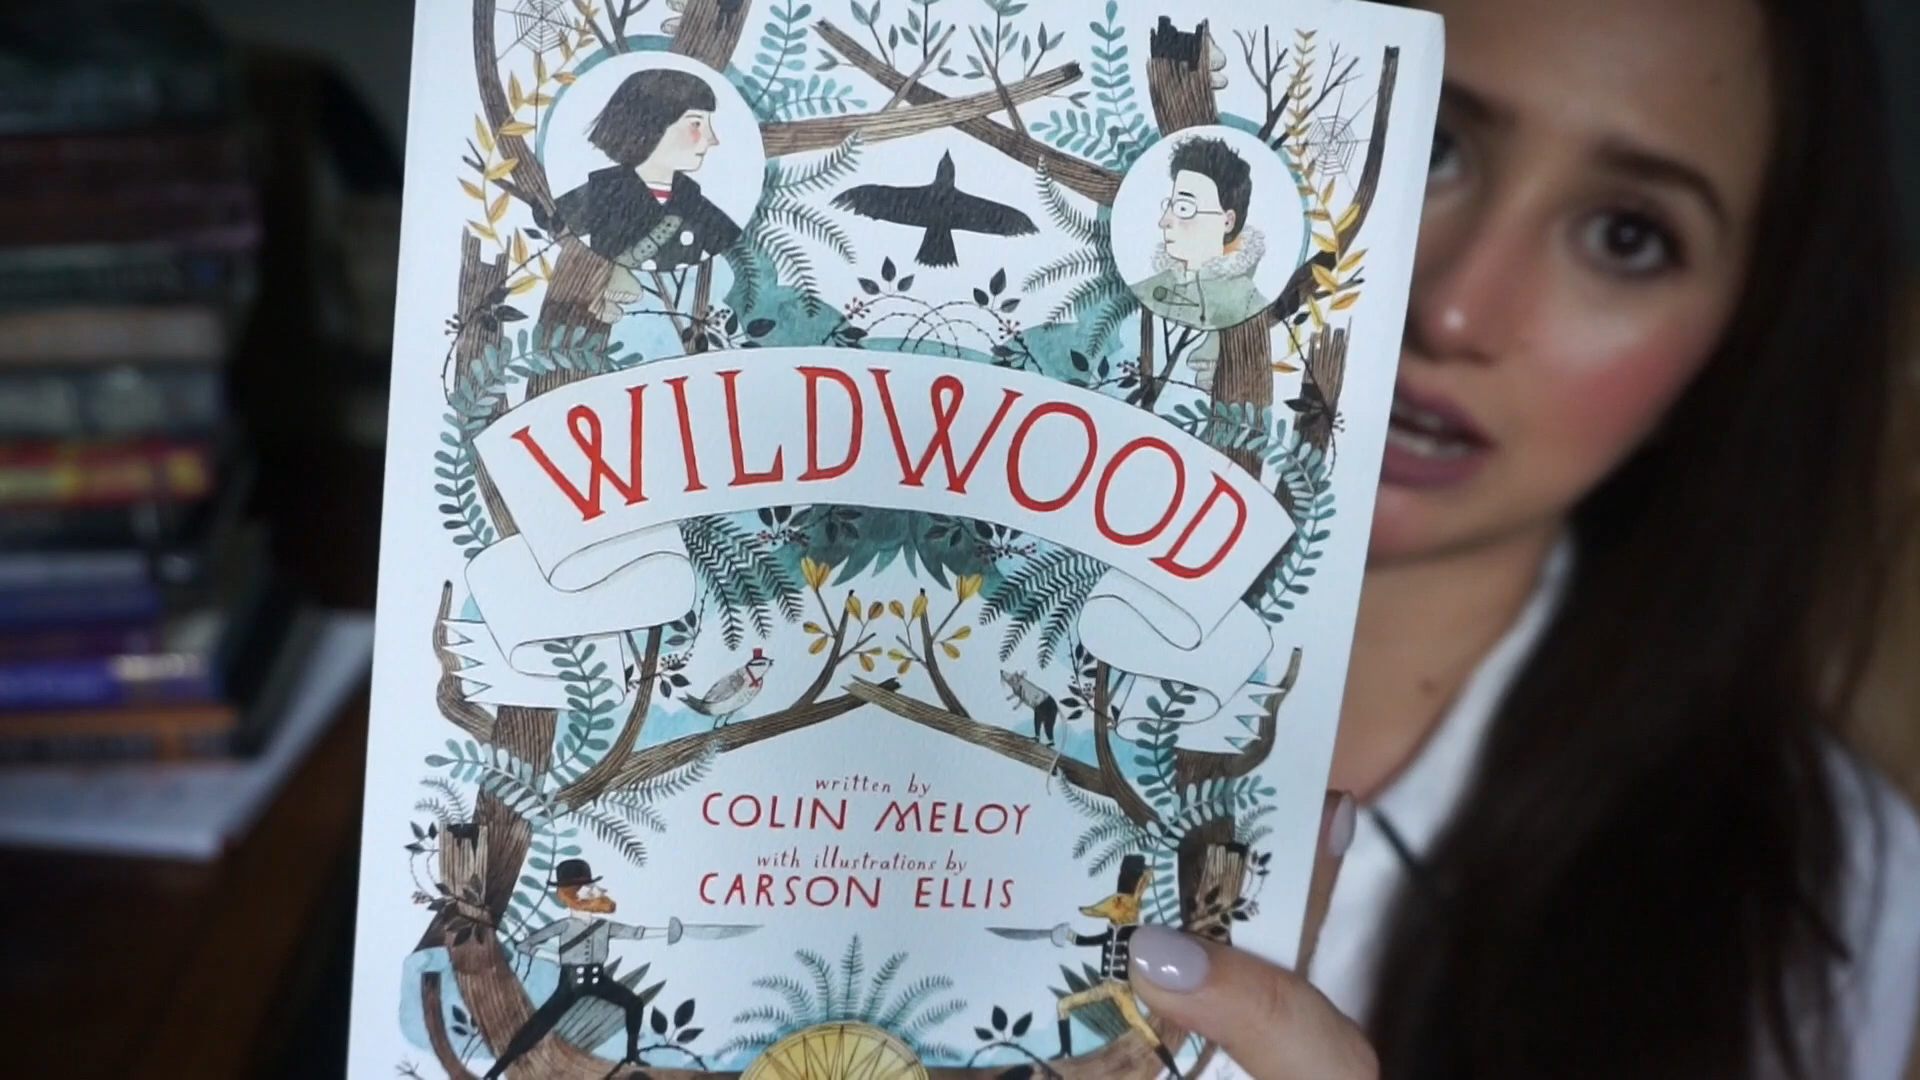 WILDWOOD
written by
COLIN MELOY
with illustrations by
CARSON ELLIS